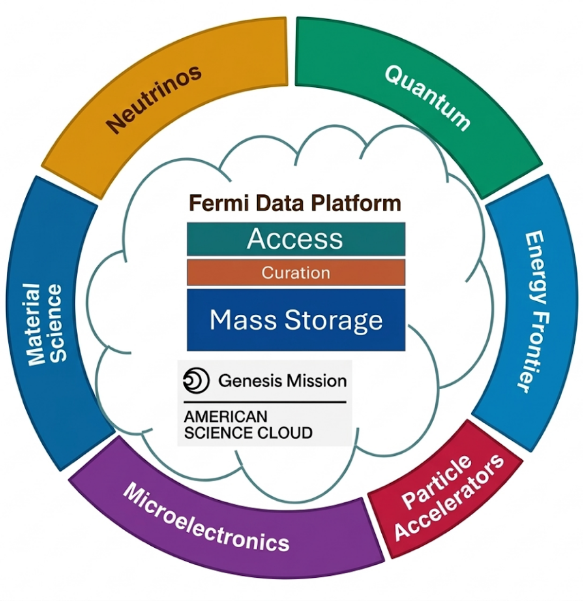 Neutrinos
Quantum
Energy Frontier
Particle
Accelerators
Microelectronics
Material
Science
Fermi Data Platform
Access
Curation
Mass Storage
Genesis Mission
AMERICAN
SCIENCE CLOUD